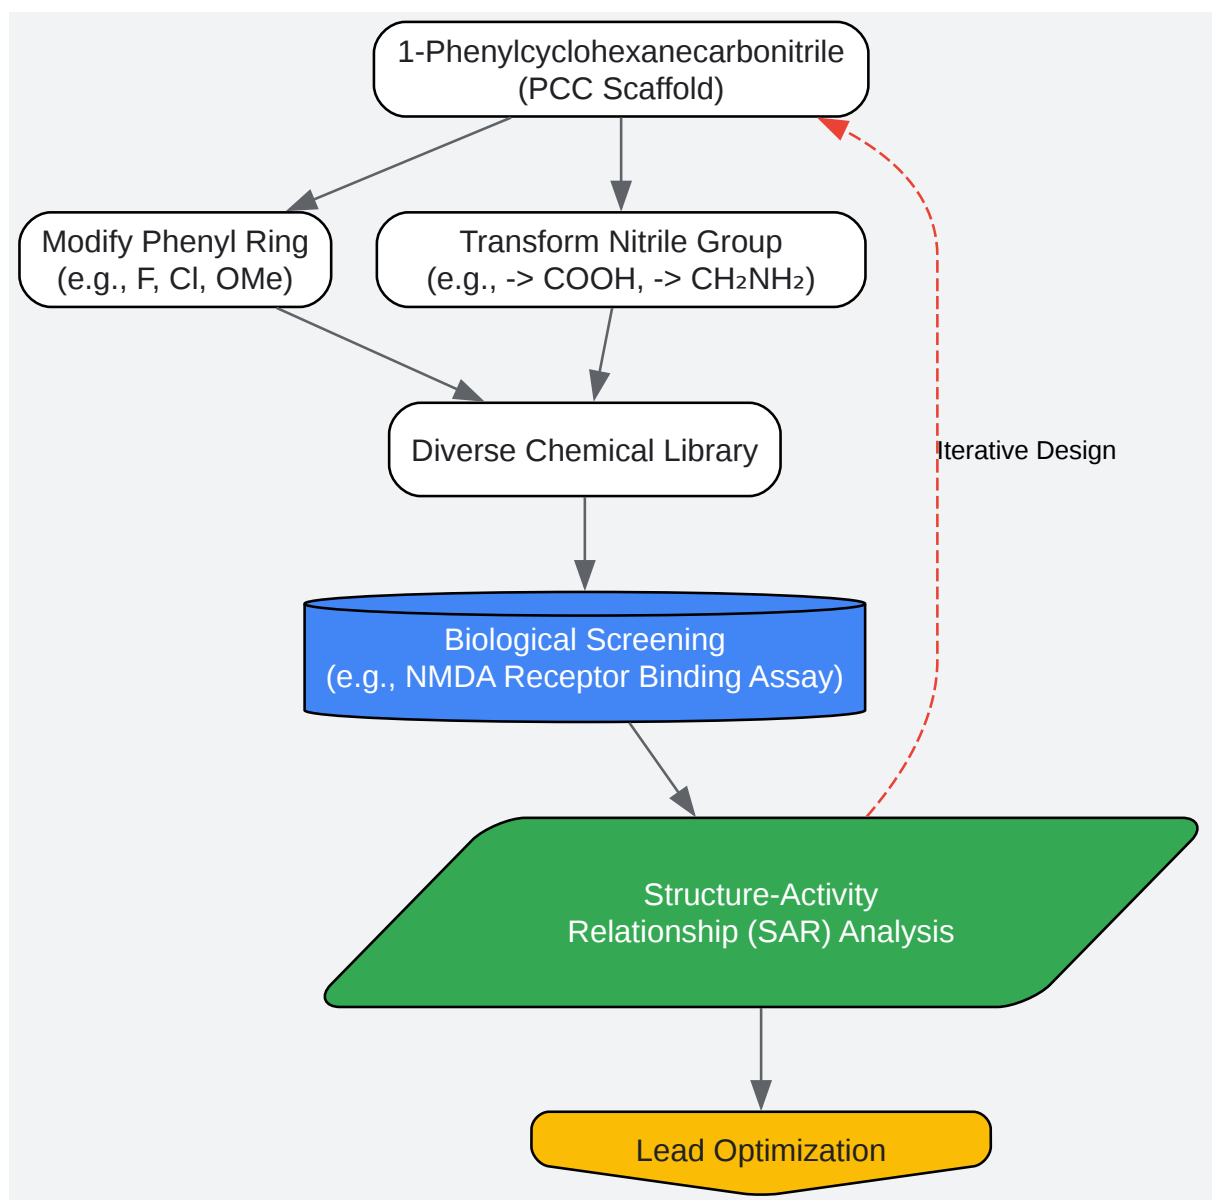 1-Phenylcyclohexanecarbonitrile
(PCC Scaffold)
Modify Phenyl Ring
(e.g., F, Cl, OMe)
Transform Nitrile Group
(e.g., -> COOH, -> CH₂NH₂)
Diverse Chemical Library
Iterative Design
Biological Screening
(e.g., NMDA Receptor Binding Assay)
Structure-Activity
Relationship (SAR) Analysis
Lead Optimization